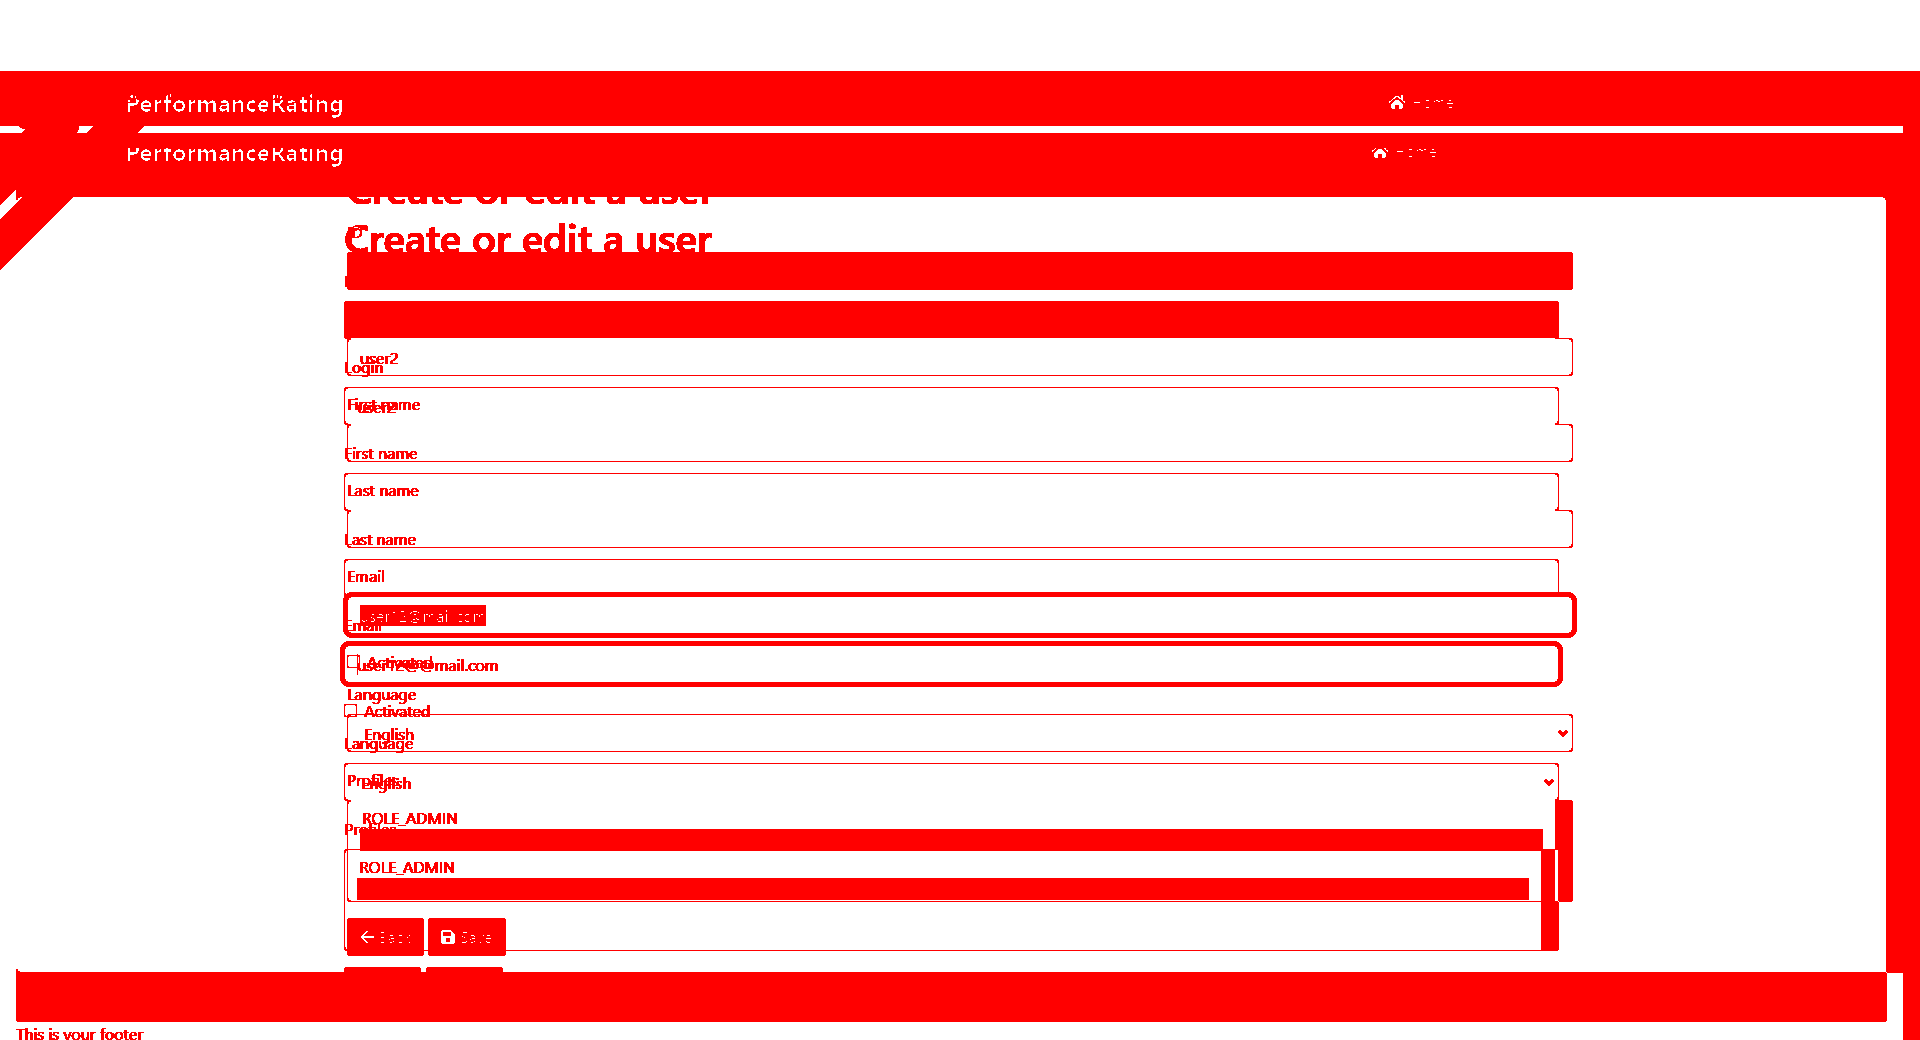 PerformanceRating Home
PerformanceRating Home
Create or edit a user
Create or edit a user
user2
Login
First name
user2
First name
Last name
Last name
Email
user12@mail.com
Email
Activated
user12@mail.com
Language
Activated
English
Language
Profiles
English
ROLE_ADMIN
Profiles
ROLE_ADMIN
Back Save
This is your footer